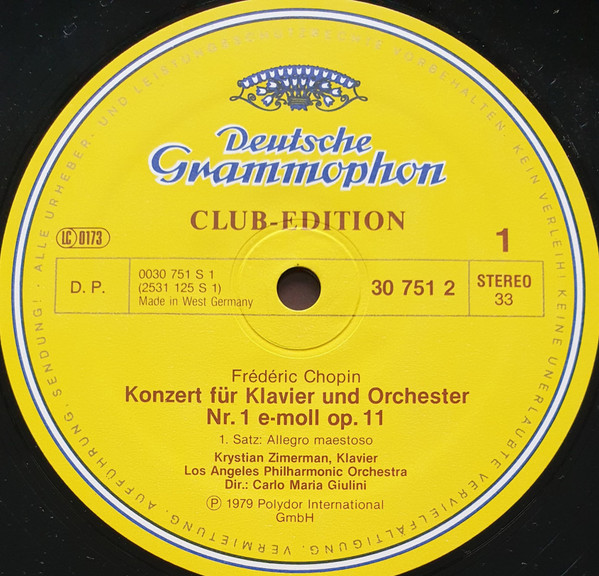 Deutsche
Grammophon
CLUB-EDITION
LC 0173
1
D. P.
0030 751 S 1
(2531 125 S 1)
Made in West Germany
30 751 2
STEREO
33
Frédéric Chopin
Konzert für Klavier und Orchester
Nr. 1 e-moll op. 11
1. Satz: Allegro maestoso
Krystian Zimerman, Klavier
Los Angeles Philharmonic Orchestra
Dir.: Carlo Maria Giulini
Ⓟ 1979 Polydor International
GmbH
· ALLE URHEBER- UND LEISTUNGSSCHUTZRECHTE VORBEHALTEN. KEIN VERLEIH! KEINE UNERLAUBTE VERVIELFÄLTIGUNG, VERMIETUNG, AUFFÜHRUNG, SENDUNG!